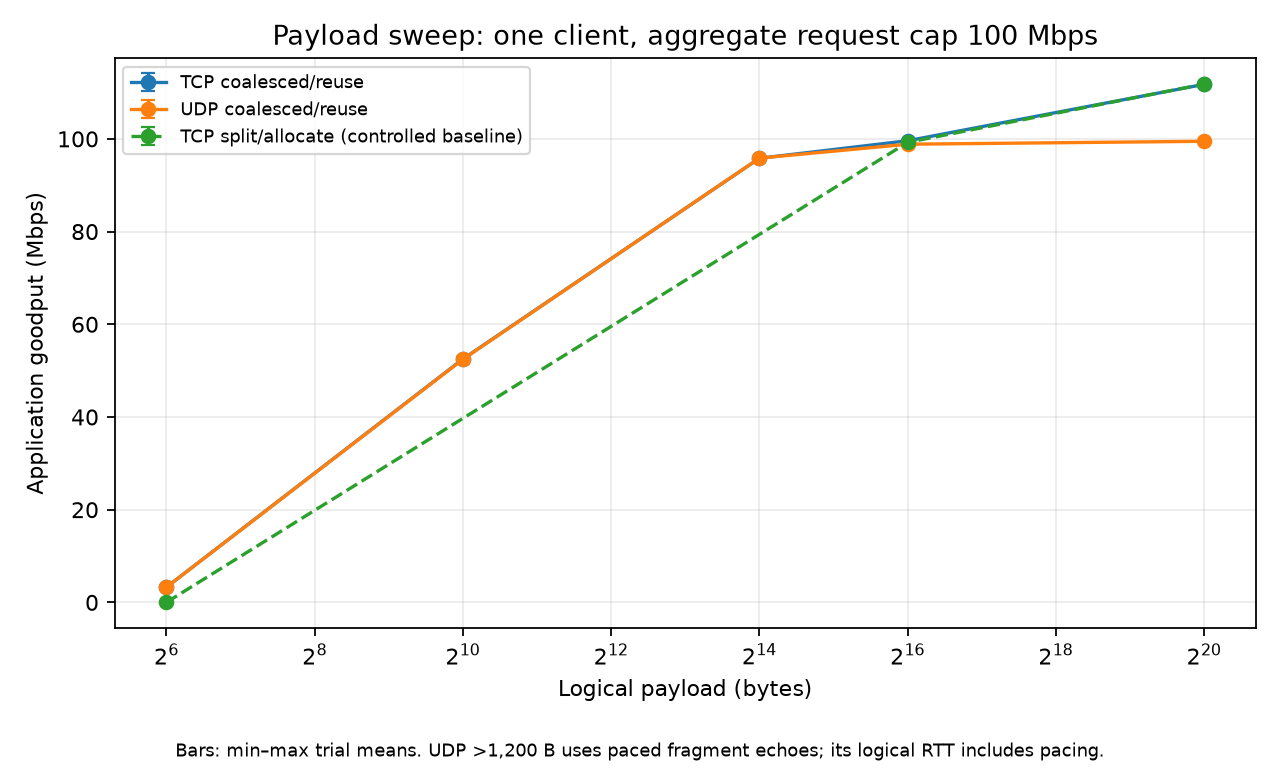 Payload sweep: one client, aggregate request cap 100 Mbps
TCP coalesced/reuse
UDP coalesced/reuse
TCP split/allocate (controlled baseline)
Application goodput (Mbps)
100
80
60
40
20
0
2^6 2^8 2^10 2^12 2^14 2^16 2^18 2^20
Logical payload (bytes)
Bars: min–max trial means. UDP >1,200 B uses paced fragment echoes; its logical RTT includes pacing.